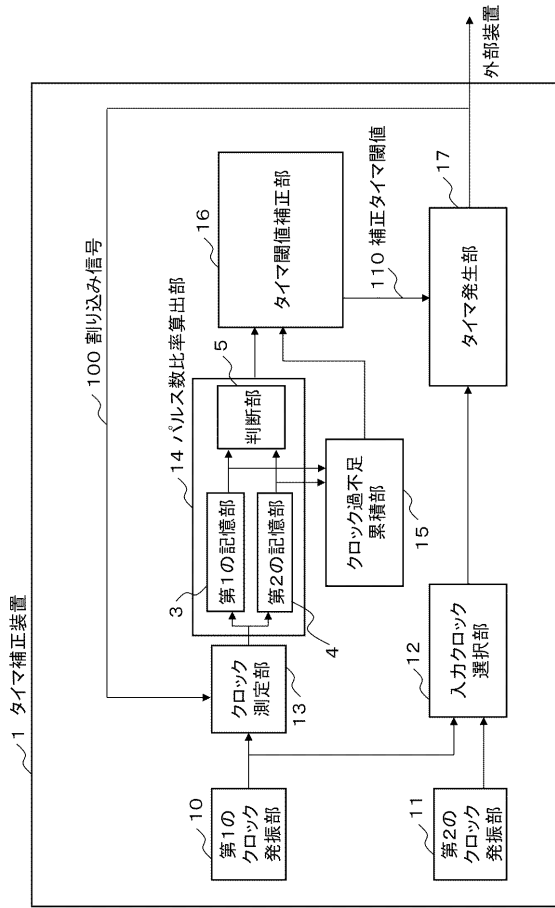 1 タイマ補正装置
100 割り込み信号
外部装置
10
第1の
クロック
発振部
クロック
測定部
13
14 パルス数比率算出部
3
第1の記憶部
第2の記憶部
4
5
判断部
16
タイマ閾値補正部
クロック過不足
累積部
15
110 補正タイマ閾値
11
第2の
クロック
発振部
12
入力クロック
選択部
17
タイマ発生部